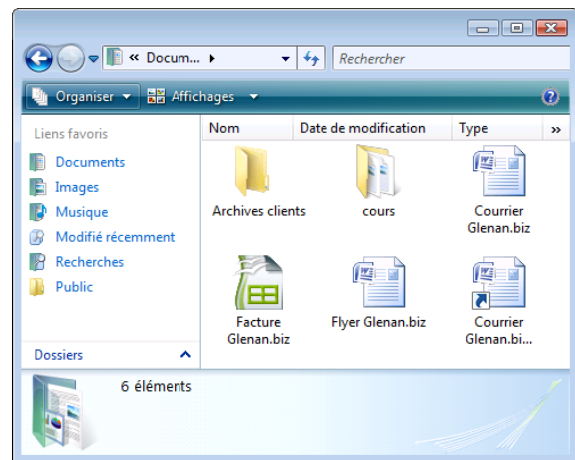 « Docum...
Rechercher
Organiser
Affichages
Liens favoris
Documents
Images
Musique
Modifié récemment
Recherches
Public
Dossiers
Nom Date de modification Type »
Archives clients
cours
Courrier
Glenan.biz
Facture
Glenan.biz
Flyer Glenan.biz
Courrier
Glenan.bi...
6 éléments